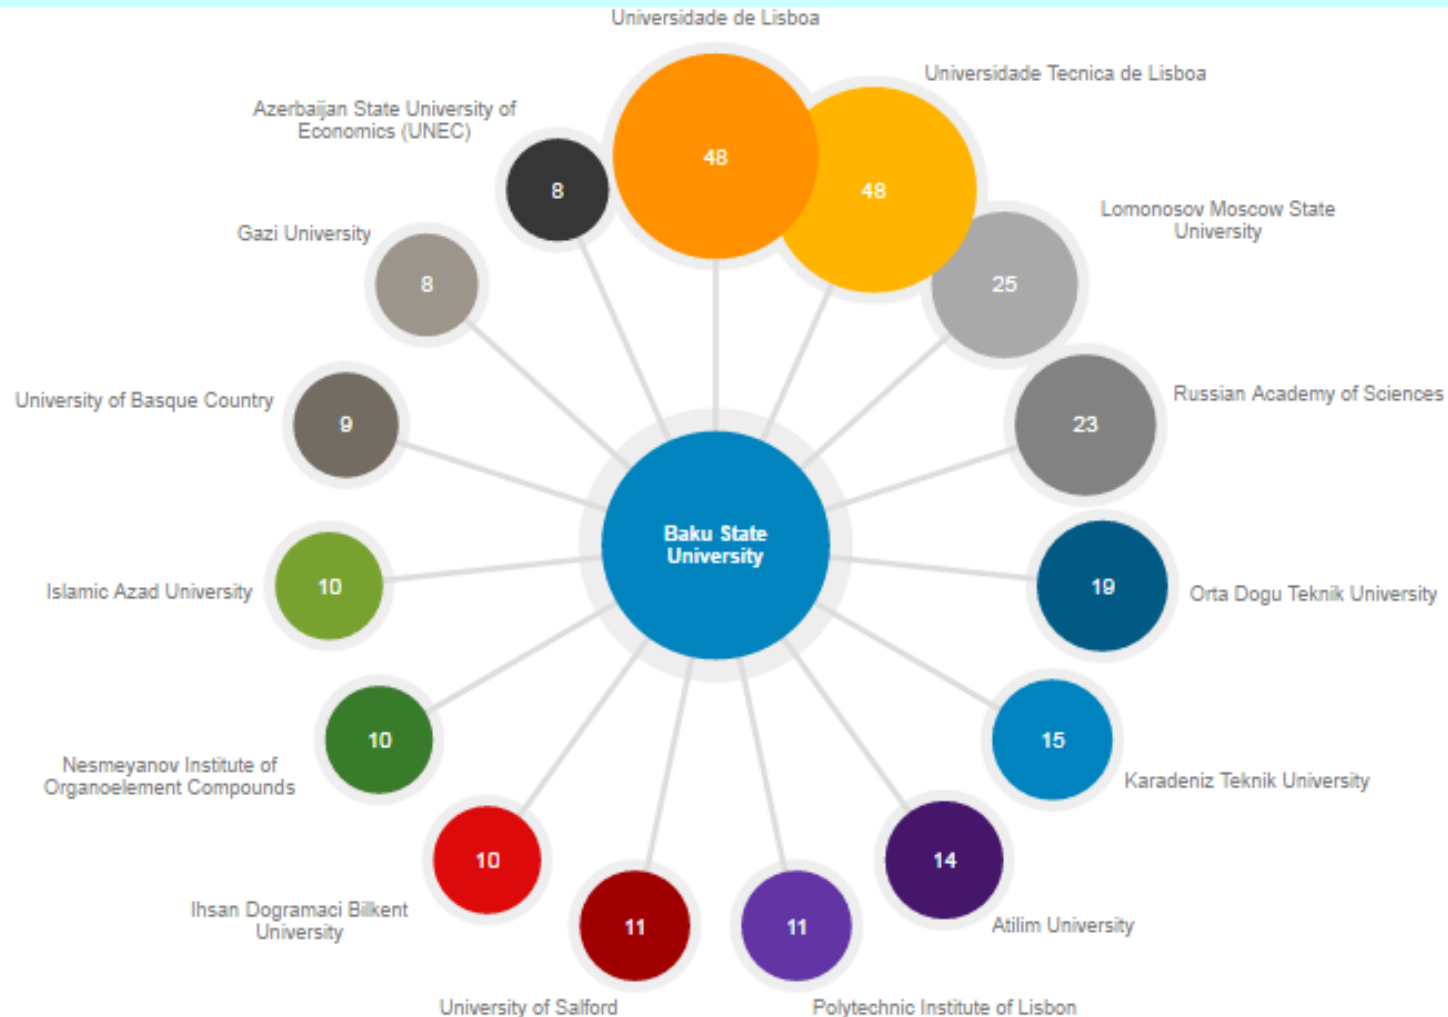 Universidade de Lisboa
48
Universidade Tecnica de Lisboa
48
Lomonosov Moscow State
University
25
Russian Academy of Sciences
23
Orta Dogu Teknik University
19
Karadeniz Teknik University
15
Atilim University
14
Polytechnic Institute of Lisbon
11
University of Salford
11
Ihsan Dogramaci Bilkent
University
10
Nesmeyanov Institute of
Organoelement Compounds
10
Islamic Azad University
10
University of Basque Country
9
Gazi University
8
Azerbaijan State University of
Economics (UNEC)
8
Baku State
University